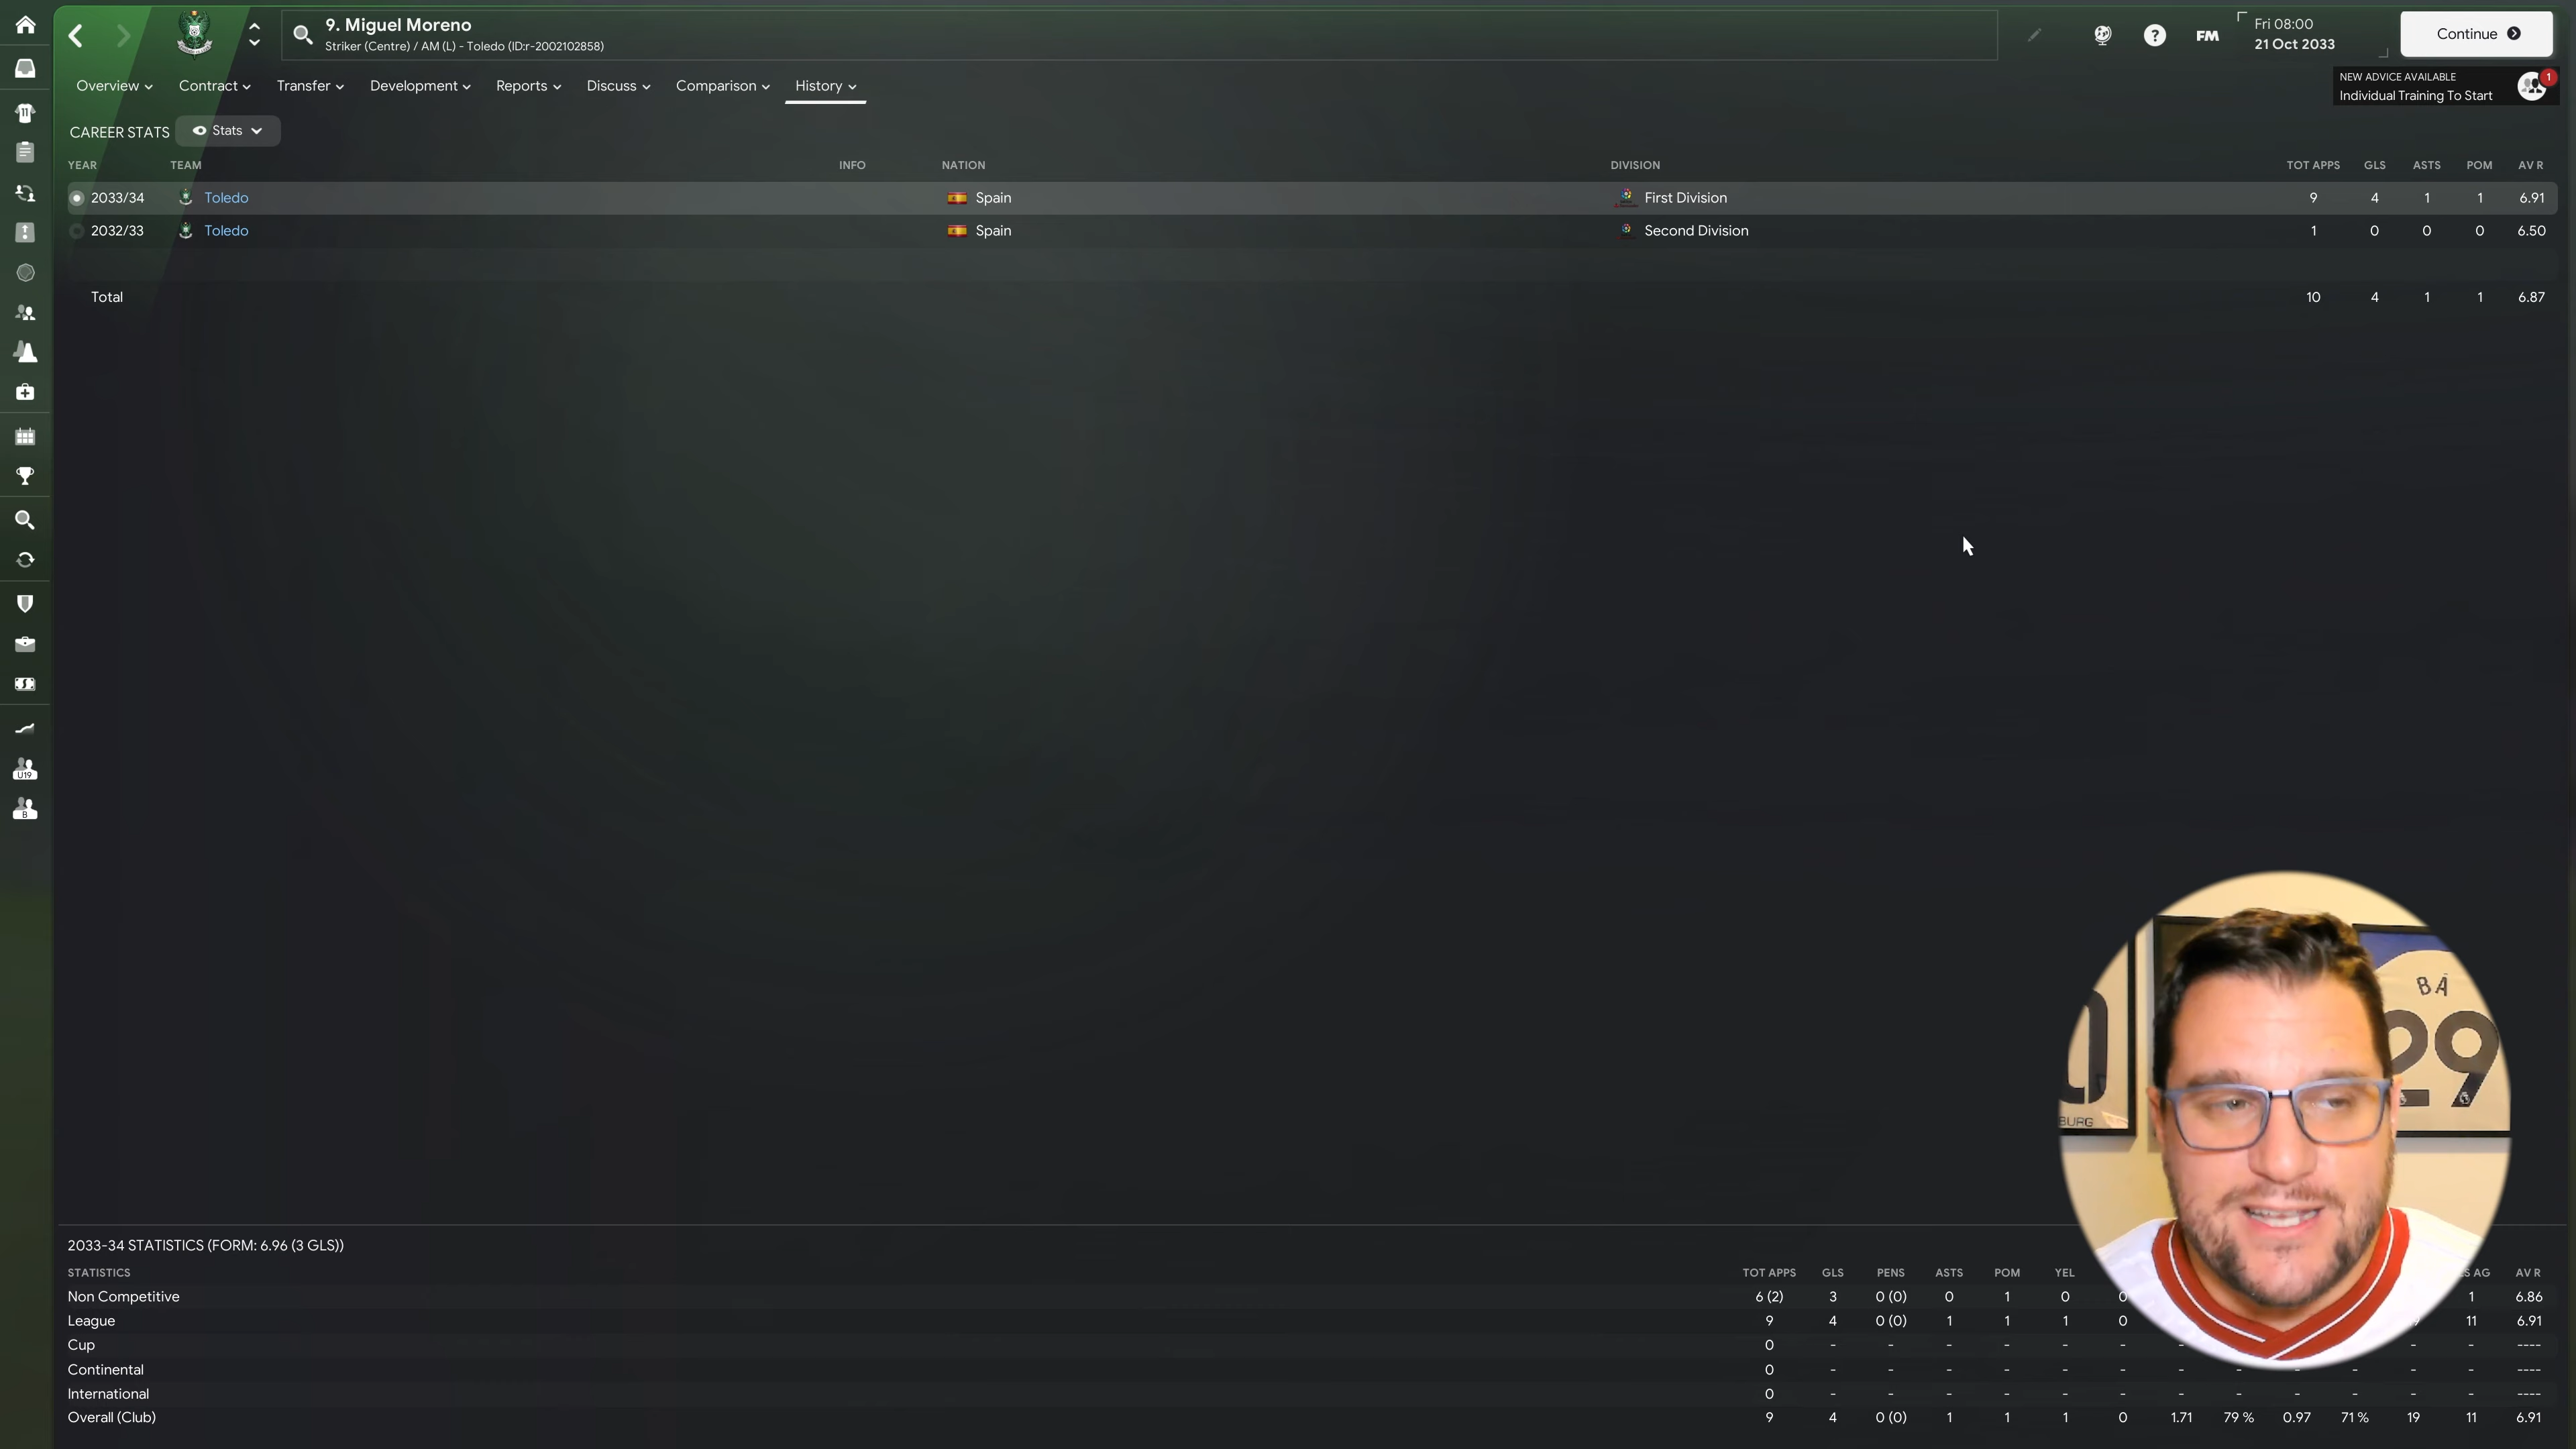 9. Miguel Moreno
Striker (Centre) / AM (L) - Toledo (ID:r-2002102858)
FM
Fri 08:00
21 Oct 2033
Continue
Overview Contract Transfer Development Reports Discuss Comparison History
NEW ADVICE AVAILABLE
Individual Training To Start
1
CAREER STATS Stats
YEAR TEAM INFO NATION DIVISION TOT APPS GLS ASTS POM AV R
2033/34 Toledo Spain First Division 9 4 1 1 6.91
2032/33 Toledo Spain Second Division 1 0 0 0 6.50
Total 10 4 1 1 6.87
11
U19
B
BA
29
BURG
2033-34 STATISTICS (FORM: 6.96 (3 GLS))
STATISTICS TOT APPS GLS PENS ASTS POM YEL AG AV R
Non Competitive 6 (2) 3 0 (0) 0 1 0 0 1 6.86
League 9 4 0 (0) 1 1 1 0 11 6.91
Cup 0 - - - - - - - - ----
Continental 0 - - - - - - - - - - - ----
International 0 - - - - - - - - - - - - ----
Overall (Club) 9 4 0 (0) 1 1 1 0 1.71 79 % 0.97 71 % 19 11 6.91